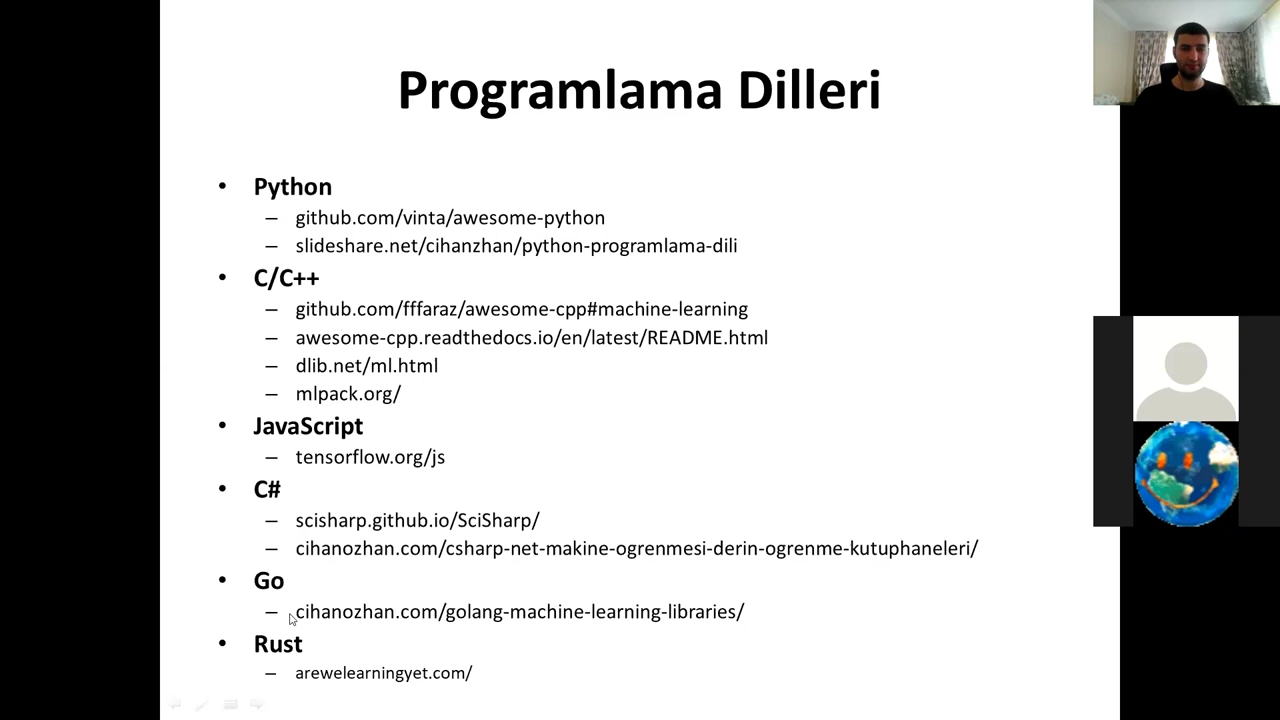 Programlama Dilleri
• Python
– github.com/vinta/awesome-python
– slideshare.net/cihanzhan/python-programlama-dili
• C/C++
– github.com/fffaraz/awesome-cpp#machine-learning
– awesome-cpp.readthedocs.io/en/latest/README.html
– dlib.net/ml.html
– mlpack.org/
• JavaScript
– tensorflow.org/js
• C#
– scisharp.github.io/SciSharp/
– cihanozhan.com/csharp-net-makine-ogrenmesi-derin-ogrenme-kutuphaneleri/
• Go
– cihanozhan.com/golang-machine-learning-libraries/
• Rust
– arewelearningyet.com/